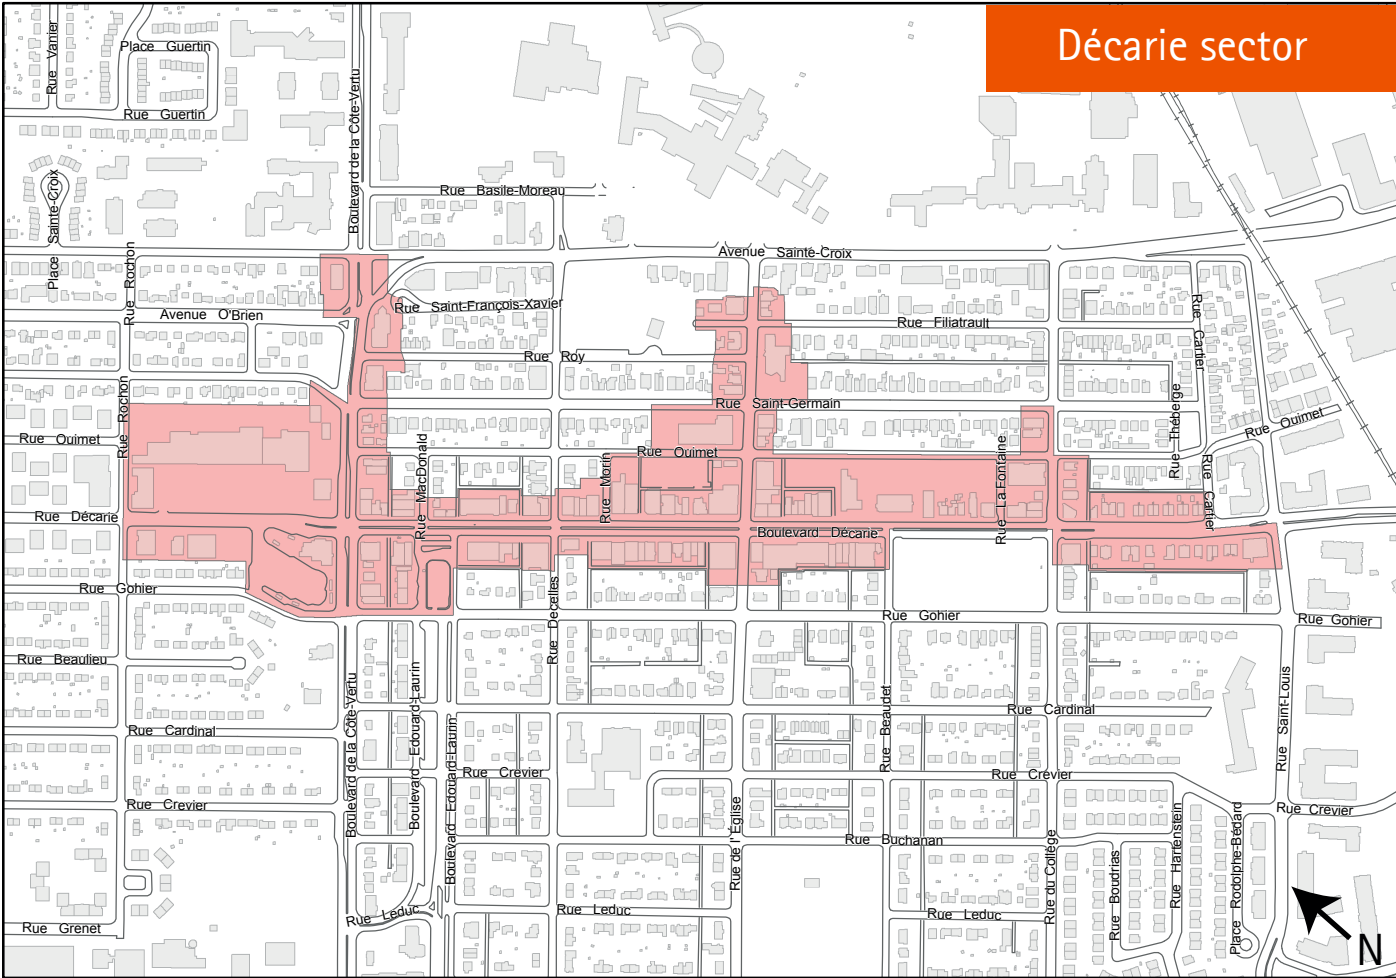 Décarie sector
Rue Vanier
Place Guertin
Rue Guertin
Boulevard de la Côte-Vertu
Rue Basile-Moreau
Place Sainte-Croix
Rue Rochon
Avenue Sainte-Croix
Avenue O'Brien
Rue Saint-François-Xavier
Rue Filiatrault
Rue Cartier
Rue Roy
Rue Rochon
Rue Saint-Germain
Rue Théberge
Rue Ouimet
Rue Ouimet
Rue MacDonald
Rue Ouimet
Rue Morin
Rue La Fontaine
Rue Cartier
Rue Décarie
Boulevard Décarie
Rue Gohier
Rue Decelles
Rue Gohier
Rue Gohier
Rue Beaulieu
Boulevard de la Côte-Vertu
Boulevard Edouard-Laurin
Rue Beaudet
Rue Saint-Louis
Rue Cardinal
Rue Cardinal
Boulevard Edouard-Laurin
Rue Crevier
Rue Crevier
Rue Crevier
Rue Crevier
Rue de l'Église
Rue Buchanan
Rue du Collège
Rue Boudrias
Rue Hartenstein
Place Rodolphe-Bédard
Rue Leduc
Rue Leduc
Rue Leduc
Rue Grenet
N